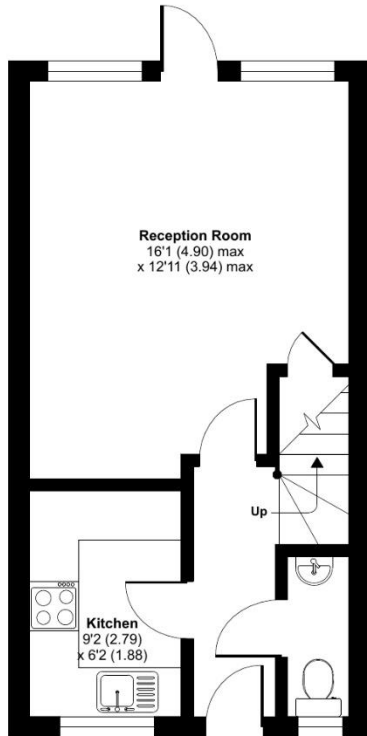 Reception Room
16'1 (4.90) max
x 12'11 (3.94) max
Up
Kitchen
9'2 (2.79)
x 6'2 (1.88)